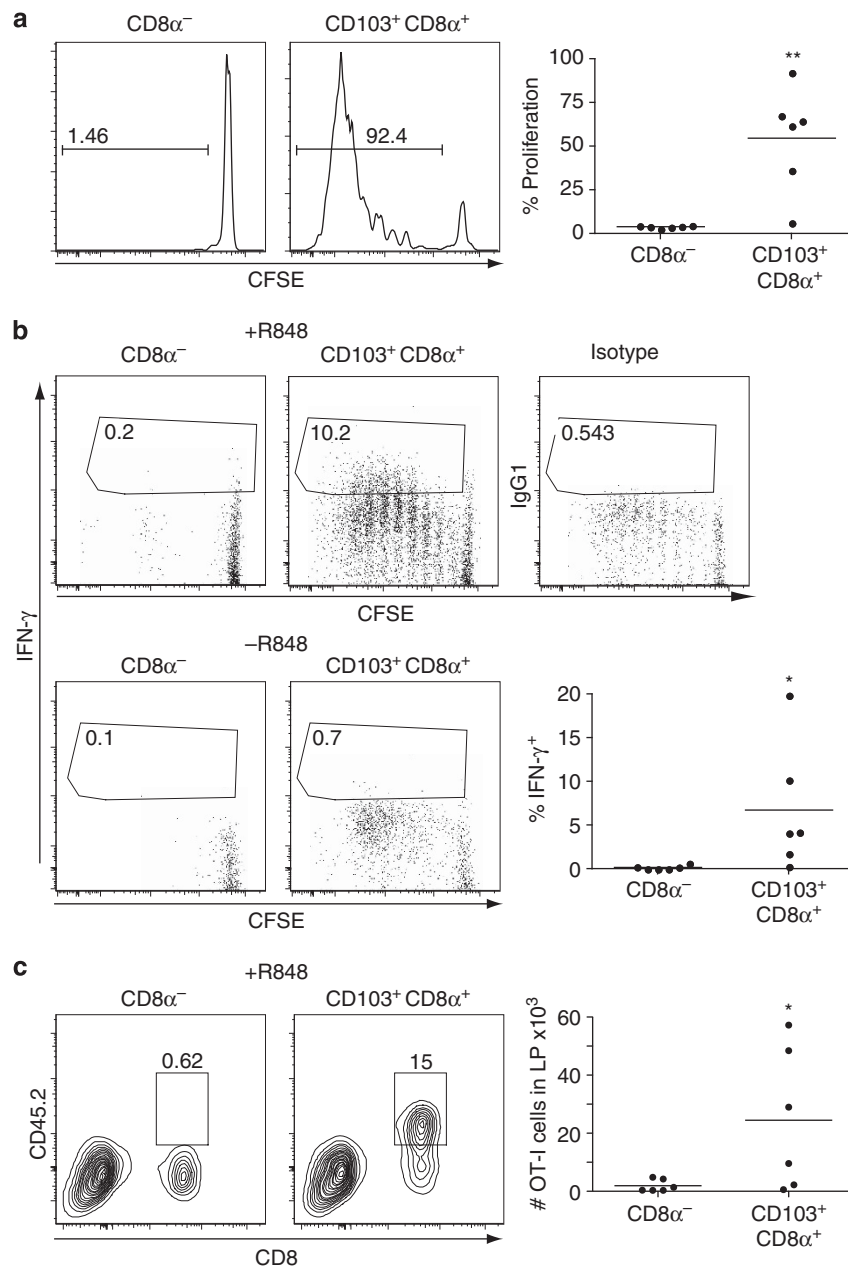 a
CD8α⁻
CD103⁺ CD8α⁺
1.46
92.4
CFSE
% Proliferation
100
75
50
25
0
**
CD8α⁻
CD103⁺
CD8α⁺
b
+R848
CD8α⁻
CD103⁺ CD8α⁺
Isotype
0.2
10.2
IgG1
0.543
CFSE
IFN-γ
–R848
CD8α⁻
CD103⁺ CD8α⁺
0.1
0.7
CFSE
% IFN-γ⁺
20
15
10
5
0
*
CD8α⁻
CD103⁺
CD8α⁺
c
+R848
CD8α⁻
CD103⁺ CD8α⁺
CD45.2
0.62
15
CD8
# OT-I cells in LP x10³
60
40
20
0
*
CD8α⁻
CD103⁺
CD8α⁺